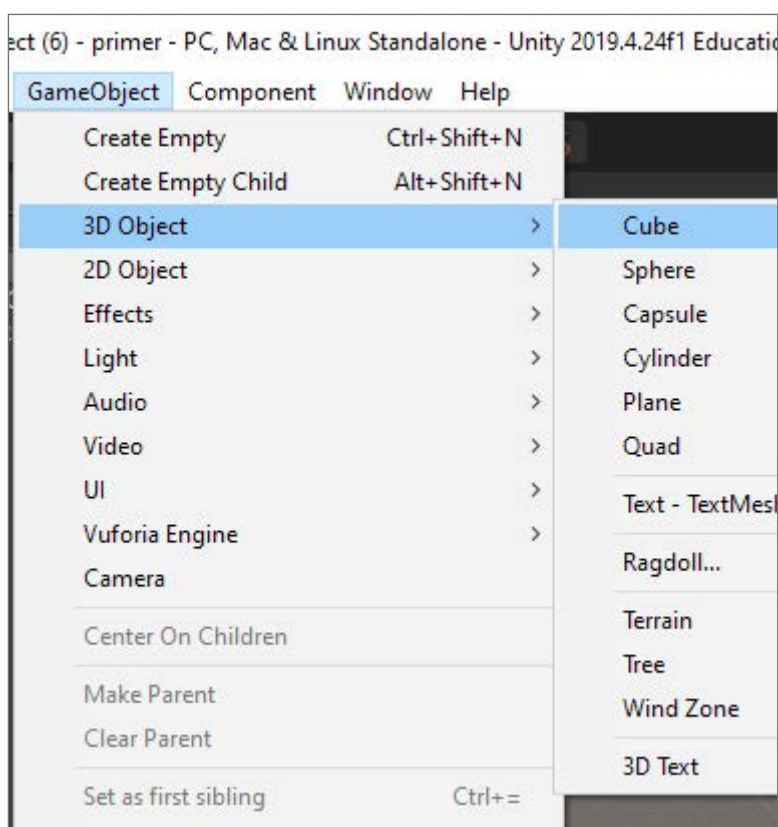 ect (6) - primer - PC, Mac & Linux Standalone - Unity 2019.4.24f1 Educatio
GameObject Component Window Help
Create Empty Ctrl+Shift+N
Create Empty Child Alt+Shift+N
3D Object >
2D Object >
Effects >
Light >
Audio >
Video >
UI >
Vuforia Engine >
Camera
Center On Children
Make Parent
Clear Parent
Set as first sibling Ctrl+=
Cube
Sphere
Capsule
Cylinder
Plane
Quad
Text - TextMesh
Ragdoll...
Terrain
Tree
Wind Zone
3D Text